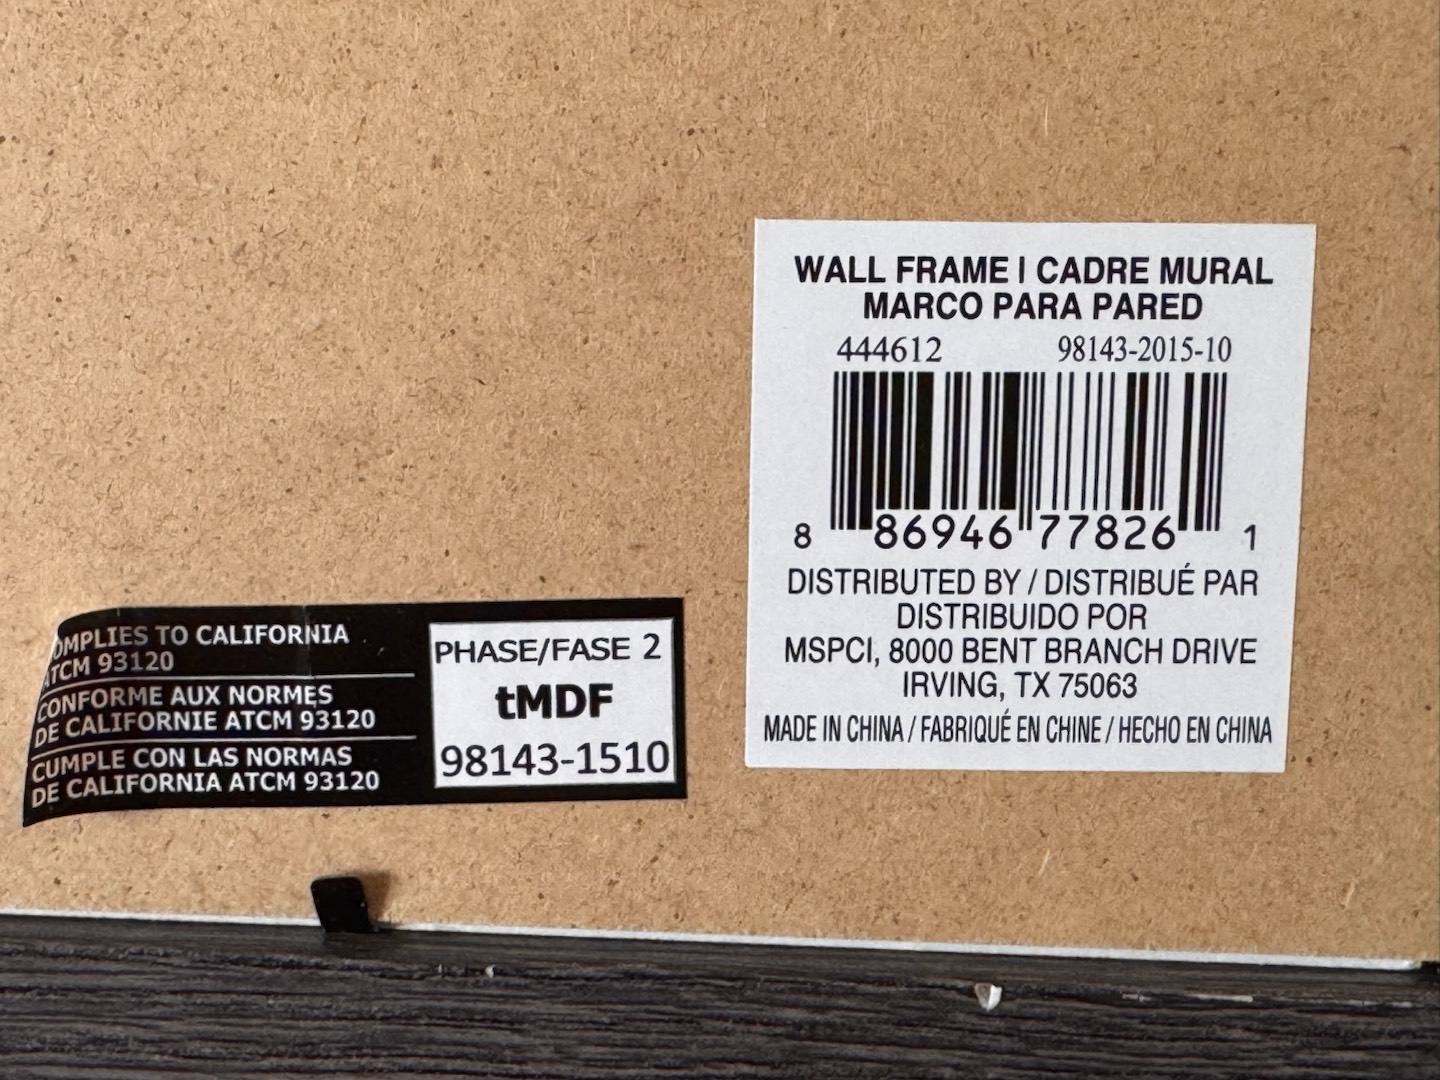 WALL FRAME | CADRE MURAL
MARCO PARA PARED
444612 98143-2015-10
8 86946 77826 1
DISTRIBUTED BY / DISTRIBUÉ PAR
DISTRIBUIDO POR
MSPCI, 8000 BENT BRANCH DRIVE
IRVING, TX 75063
MADE IN CHINA / FABRIQUÉ EN CHINE / HECHO EN CHINA
OMPLIES TO CALIFORNIA
ATCM 93120
CONFORME AUX NORMES
DE CALIFORNIE ATCM 93120
CUMPLE CON LAS NORMAS
DE CALIFORNIA ATCM 93120
PHASE/FASE 2
tMDF
98143-1510